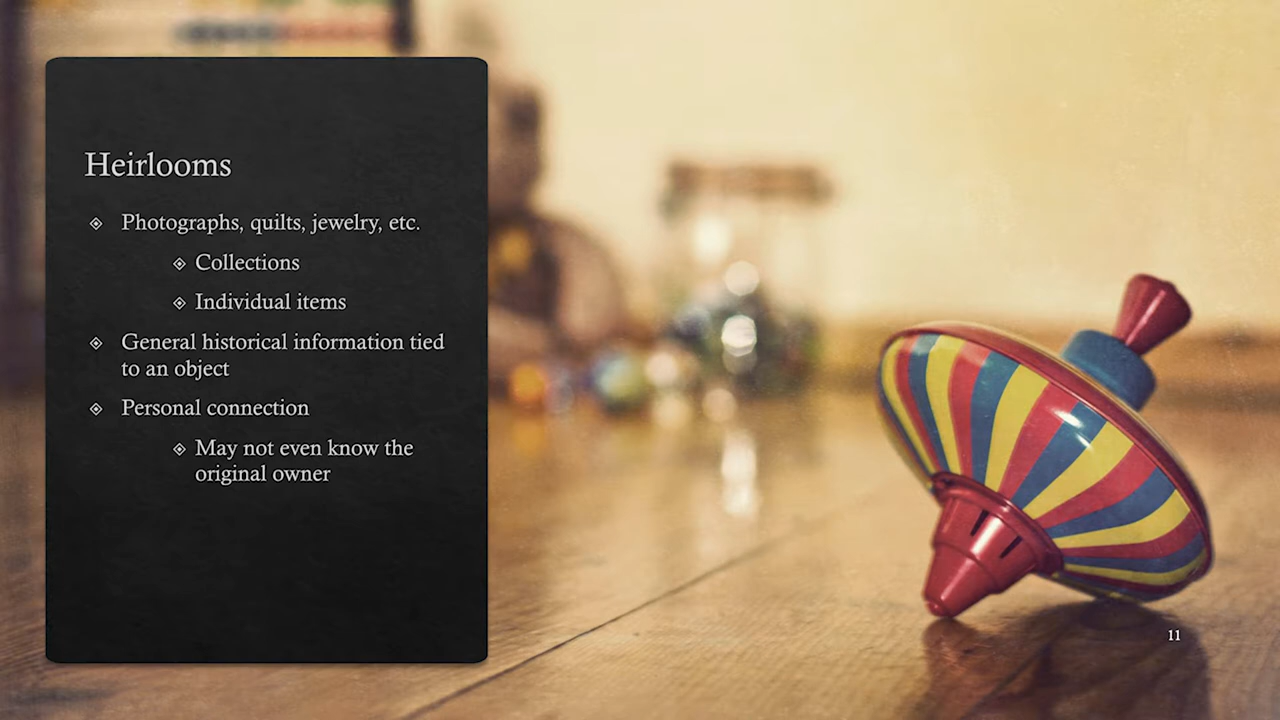 Heirlooms
Photographs, quilts, jewelry, etc.
Collections
Individual items
General historical information tied
to an object
Personal connection
May not even know the
original owner
11